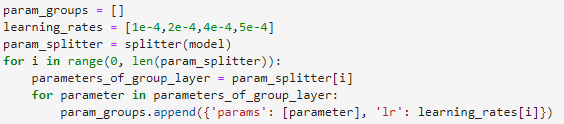 param_groups = []
learning_rates = [1e-4,2e-4,4e-4,5e-4]
param_splitter = splitter(model)
for i in range(0, len(param_splitter)):
    parameters_of_group_layer = param_splitter[i]
    for parameter in parameters_of_group_layer:
        param_groups.append({'params': [parameter], 'lr': learning_rates[i]})